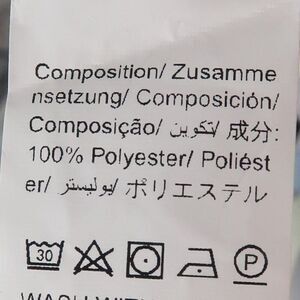 Composition/ Zusamme
nsetzung/ Composición/
Composição/ تكوين/ 成分:
100% Polyester/ Poliést
er/ بوليستر/ ポリエステル
30 P